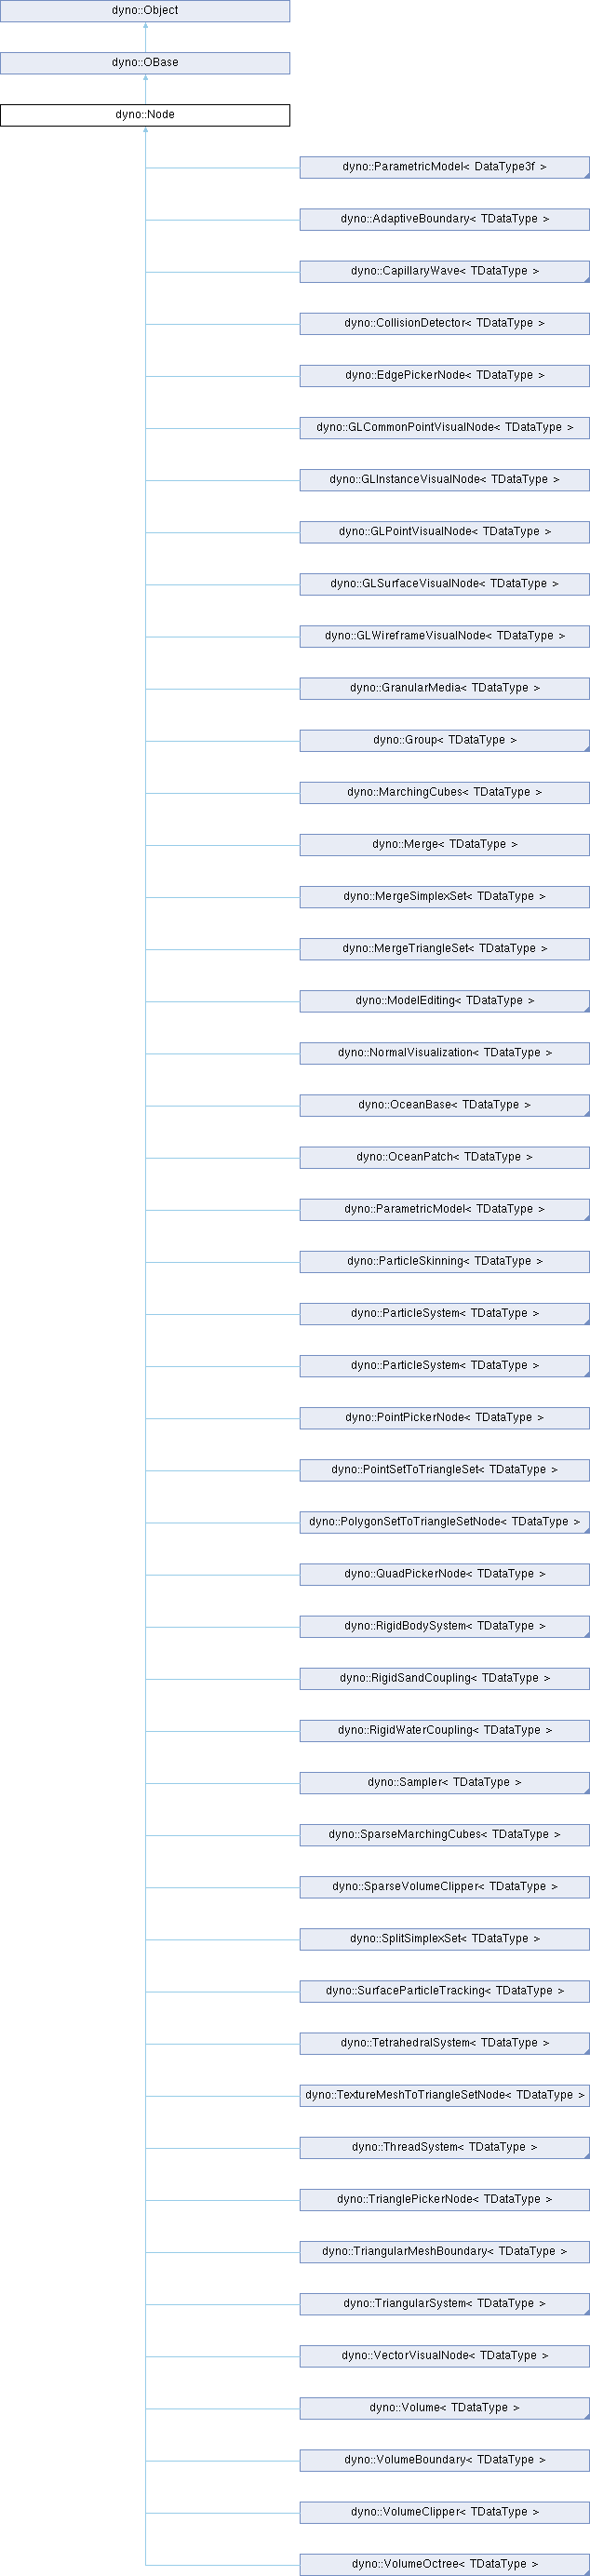 dyno::Object
dyno::OBase
dyno::Node
dyno::ParametricModel< DataType3f >
dyno::AdaptiveBoundary< TDataType >
dyno::CapillaryWave< TDataType >
dyno::CollisionDetector< TDataType >
dyno::EdgePickerNode< TDataType >
dyno::GLCommonPointVisualNode< TDataType >
dyno::GLInstanceVisualNode< TDataType >
dyno::GLPointVisualNode< TDataType >
dyno::GLSurfaceVisualNode< TDataType >
dyno::GLWireframeVisualNode< TDataType >
dyno::GranularMedia< TDataType >
dyno::Group< TDataType >
dyno::MarchingCubes< TDataType >
dyno::Merge< TDataType >
dyno::MergeSimplexSet< TDataType >
dyno::MergeTriangleSet< TDataType >
dyno::ModelEditing< TDataType >
dyno::NormalVisualization< TDataType >
dyno::OceanBase< TDataType >
dyno::OceanPatch< TDataType >
dyno::ParametricModel< TDataType >
dyno::ParticleSkinning< TDataType >
dyno::ParticleSystem< TDataType >
dyno::ParticleSystem< TDataType >
dyno::PointPickerNode< TDataType >
dyno::PointSetToTriangleSet< TDataType >
dyno::PolygonSetToTriangleSetNode< TDataType >
dyno::QuadPickerNode< TDataType >
dyno::RigidBodySystem< TDataType >
dyno::RigidSandCoupling< TDataType >
dyno::RigidWaterCoupling< TDataType >
dyno::Sampler< TDataType >
dyno::SparseMarchingCubes< TDataType >
dyno::SparseVolumeClipper< TDataType >
dyno::SplitSimplexSet< TDataType >
dyno::SurfaceParticleTracking< TDataType >
dyno::TetrahedralSystem< TDataType >
dyno::TextureMeshToTriangleSetNode< TDataType >
dyno::ThreadSystem< TDataType >
dyno::TrianglePickerNode< TDataType >
dyno::TriangularMeshBoundary< TDataType >
dyno::TriangularSystem< TDataType >
dyno::VectorVisualNode< TDataType >
dyno::Volume< TDataType >
dyno::VolumeBoundary< TDataType >
dyno::VolumeClipper< TDataType >
dyno::VolumeOctree< TDataType >